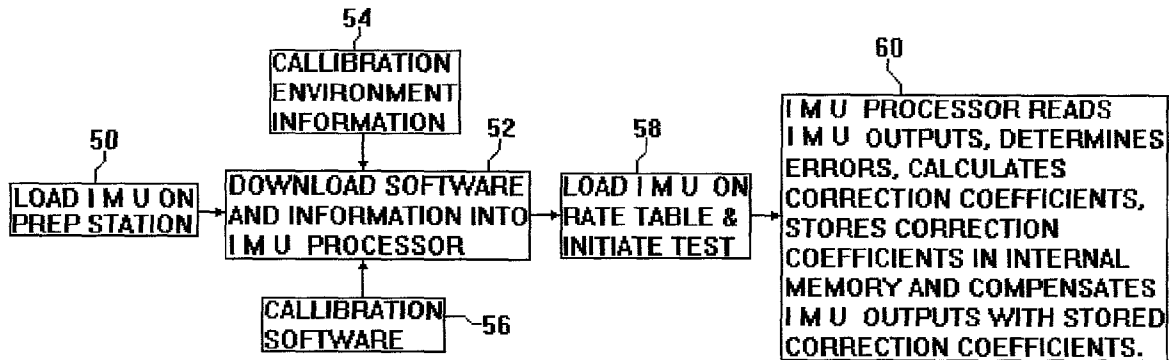 54
CALLIBRATION
ENVIRONMENT
INFORMATION
50
LOAD I M U ON
PREP STATION
52
DOWNLOAD SOFTWARE
AND INFORMATION INTO
I M U PROCESSOR
CALLIBRATION
SOFTWARE
56
58
LOAD I M U ON
RATE TABLE &
INITIATE TEST
60
I M U PROCESSOR READS
I M U OUTPUTS, DETERMINES
ERRORS, CALCULATES
CORRECTION COEFFICIENTS,
STORES CORRECTION
COEFFICIENTS IN INTERNAL
MEMORY AND COMPENSATES
I M U OUTPUTS WITH STORED
CORRECTION COEFFICIENTS.